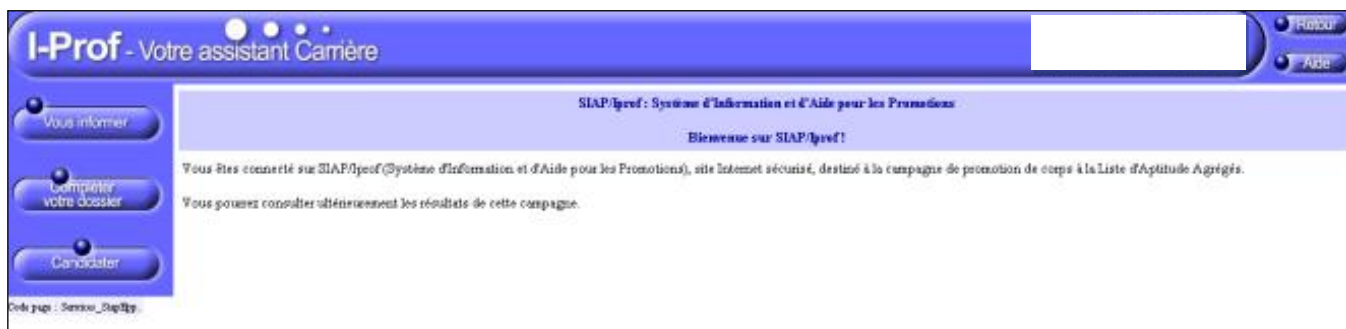 I-Prof - Votre assistant Carrière
Retour
Aide
Vous informer
Compléter
votre dossier
Candidater
SIAP/Iprof : Système d'Information et d'Aide pour les Promotions
Bienvenue sur SIAP/Iprof !
Vous êtes connecté sur SIAP/Iprof (Système d'Information et d'Aide pour les Promotions), site Internet sécurisé, destiné à la campagne de promotion de corps à la Liste d'Aptitude Agrégés.
Vous pourrez consulter ultérieurement les résultats de cette campagne.
Code page :